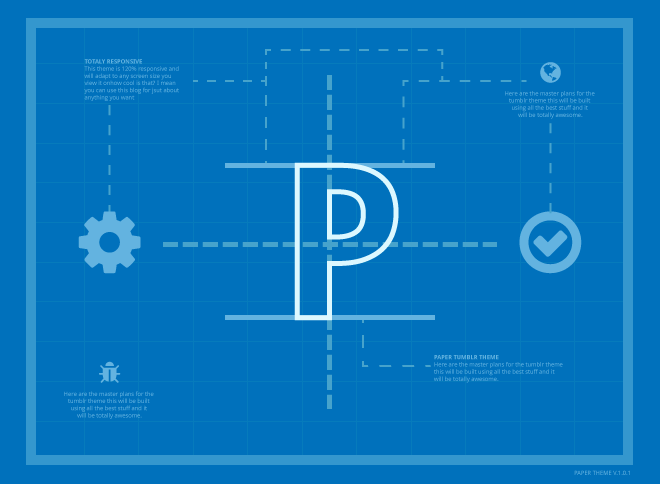 TOTALY RESPONSIVE
This theme is 120% responsive and
will adapt to any screen size you
view it onhow cool is that? I mean
you can use this blog for jsut about
anything you want
Here are the master plans for the
tumblr theme this will be built
using all the best stuff and it
will be totally awesome.
P
PAPER TUMBLR THEME
Here are the master plans for the tumblr theme
this will be built using all the best stuff and it
will be totally awesome.
Here are the master plans for the
tumblr theme this will be built
using all the best stuff and it
will be totally awesome.
PAPER THEME V.1.0.1